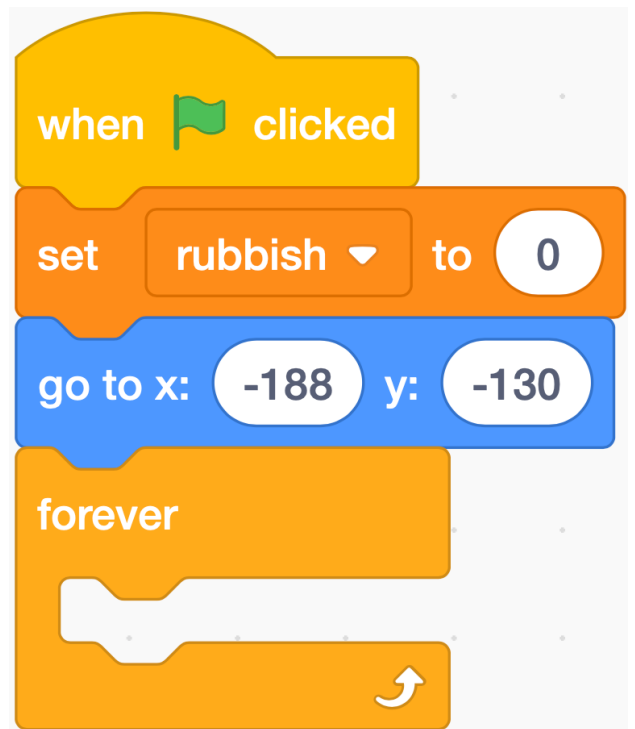 when clicked
set rubbish to 0
go to x: -188 y: -130
forever